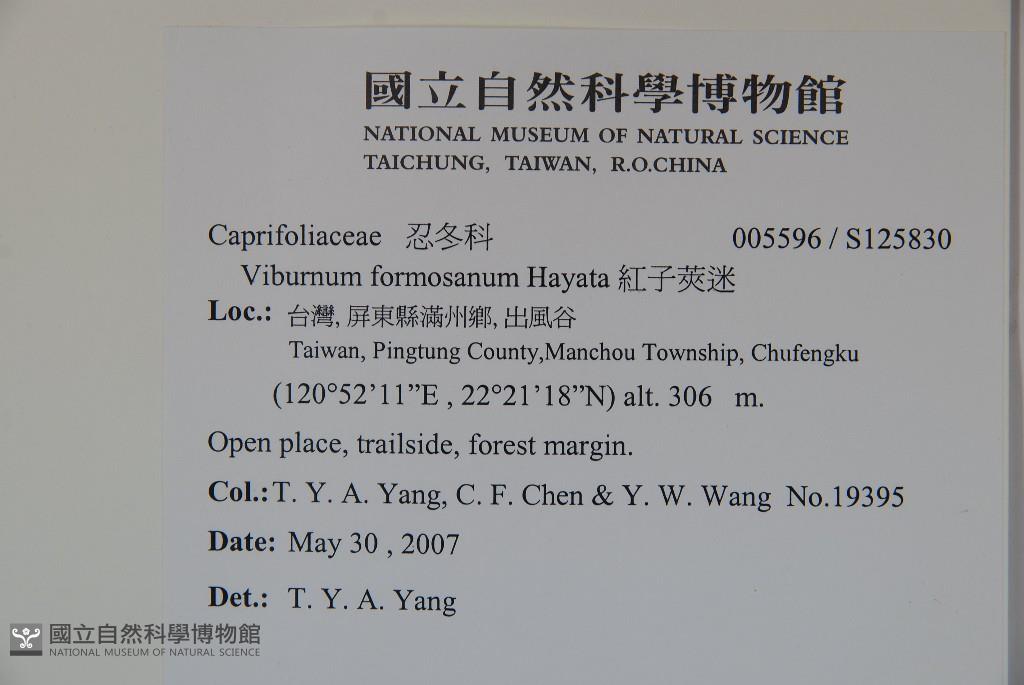 國立自然科學博物館
NATIONAL MUSEUM OF NATURAL SCIENCE
TAICHUNG, TAIWAN, R.O.CHINA
Caprifoliaceae 忍冬科 005596 / S125830
Viburnum formosanum Hayata 紅子莢迷
Loc.: 台灣, 屏東縣滿州鄉, 出風谷
Taiwan, Pingtung County,Manchou Township, Chufengku
(120°52’11”E , 22°21’18”N) alt. 306 m.
Open place, trailside, forest margin.
Col.: T. Y. A. Yang, C. F. Chen & Y. W. Wang No.19395
Date: May 30 , 2007
Det.: T. Y. A. Yang
國立自然科學博物館
NATIONAL MUSEUM OF NATURAL SCIENCE